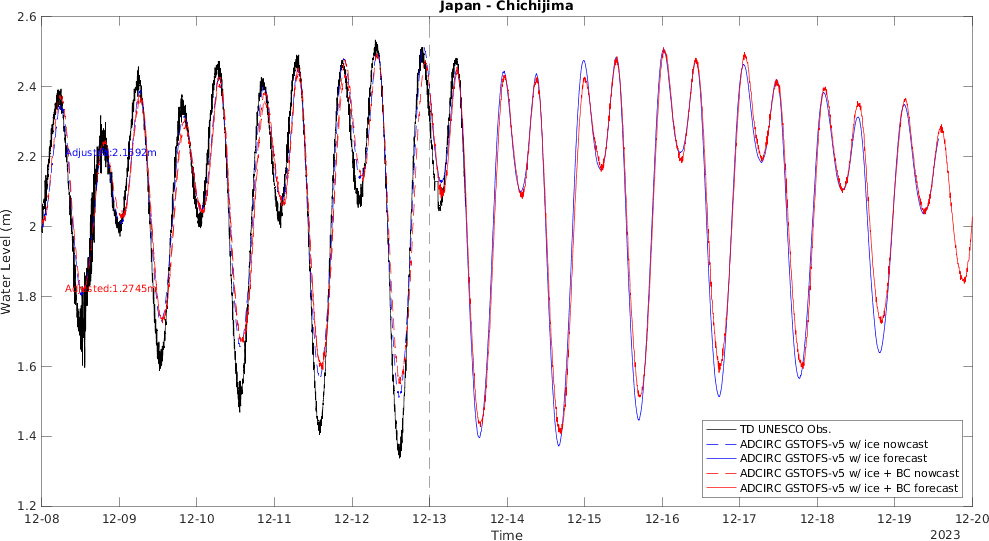 Japan - Chichijima
2.6
2.4
2.2
2
1.8
1.6
1.4
1.2
Water Level (m)
Adjusted:2.1592m
Adjusted:1.2745m
TD UNESCO Obs.
ADCIRC GSTOFS-v5 w/ ice nowcast
ADCIRC GSTOFS-v5 w/ ice forecast
ADCIRC GSTOFS-v5 w/ ice + BC nowcast
ADCIRC GSTOFS-v5 w/ ice + BC forecast
12-08 12-09 12-10 12-11 12-12 12-13 12-14 12-15 12-16 12-17 12-18 12-19 12-20
Time
2023